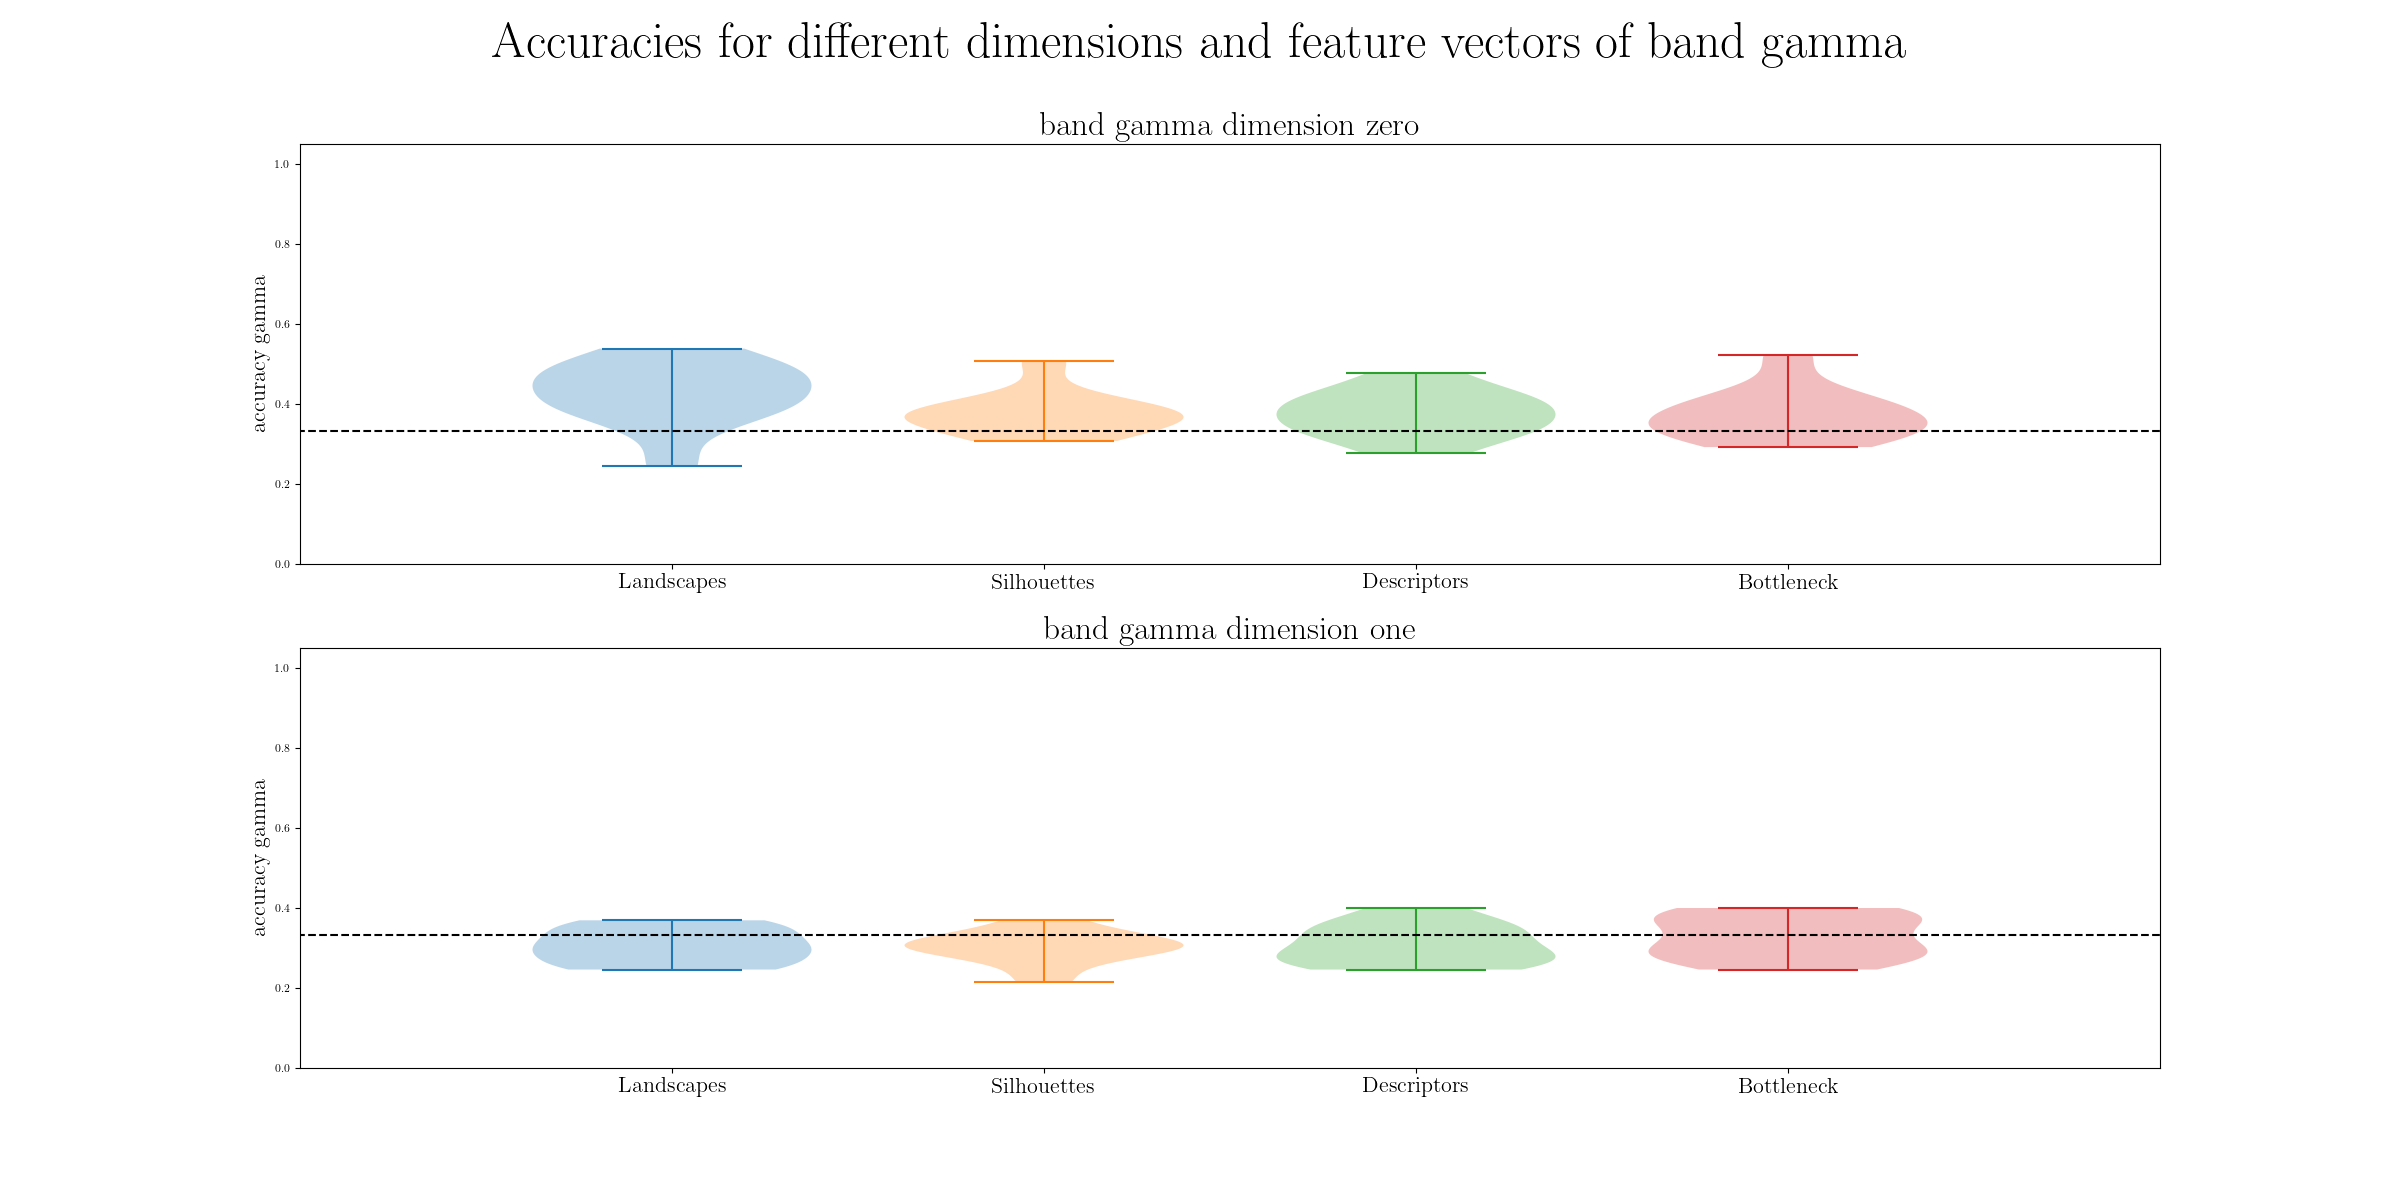 Accuracies for different dimensions and feature vectors of band gamma
band gamma dimension zero
1.0
0.8
0.6
0.4
0.2
0.0
accuracy gamma
Landscapes Silhouettes Descriptors Bottleneck
band gamma dimension one
1.0
0.8
0.6
0.4
0.2
0.0
accuracy gamma
Landscapes Silhouettes Descriptors Bottleneck